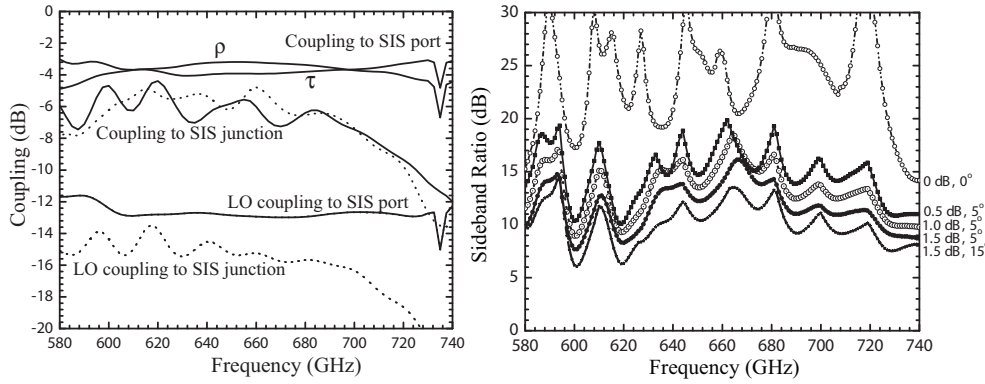 -0
-2
-4
-6
-8
-10
-12
-14
-16
-18
-20
Coupling (dB)
Coupling to SIS port
ρ
τ
Coupling to SIS junction
LO coupling to SIS port
LO coupling to SIS junction
580 600 620 640 660 680 700 720 740
Frequency (GHz)
30
25
20
15
10
5
0
Sideband Ratio (dB)
0 dB, 0°
0.5 dB, 5°
1.0 dB, 5°
1.5 dB, 5°
1.5 dB, 15
580 600 620 640 660 680 700 720 740
Frequency (GHz)